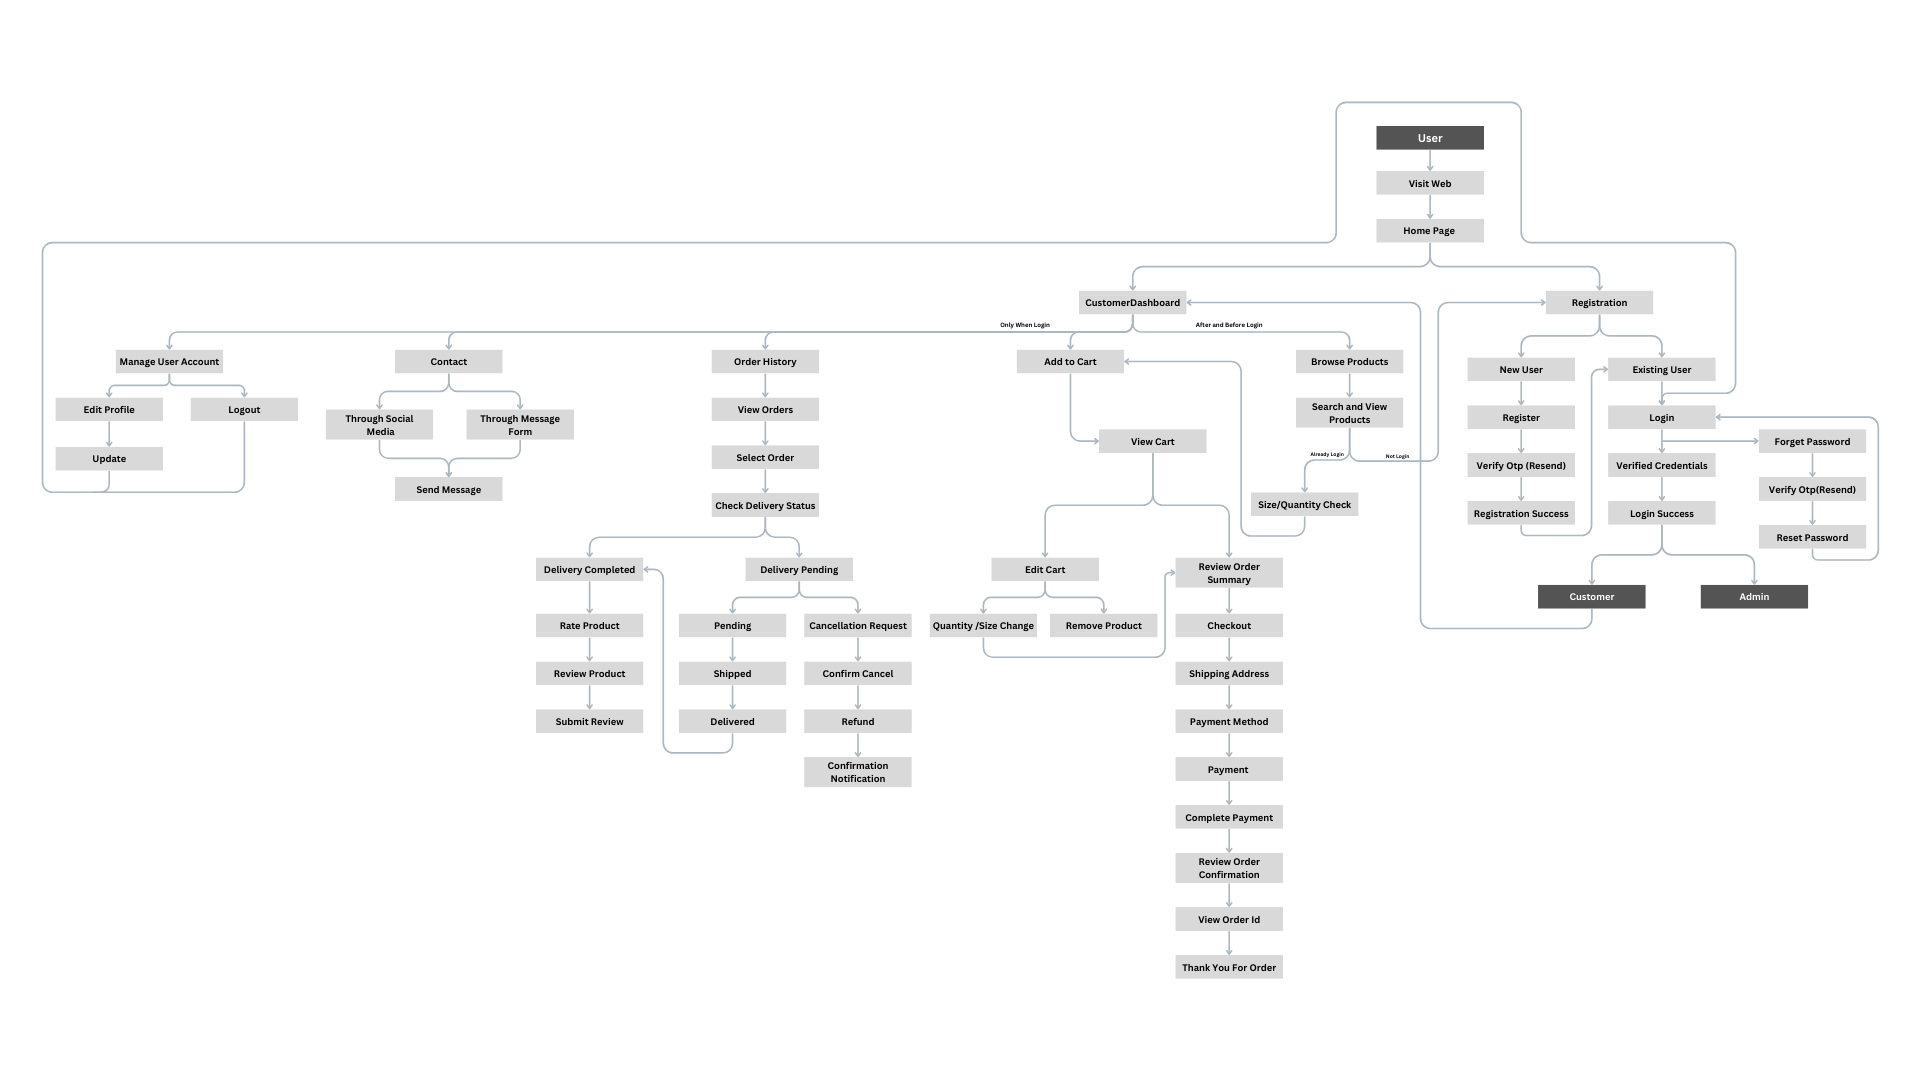 User
Visit Web
Home Page
CustomerDashboard
Registration
Only When Login
After and Before Login
Manage User Account
Contact
Order History
Add to Cart
Browse Products
New User
Existing User
Edit Profile
Logout
Through Social
Media
Through Message
Form
View Orders
Search and View
Products
Register
Login
View Cart
Forget Password
Update
Select Order
Already Login
Not Login
Verify Otp (Resend)
Verified Credentials
Send Message
Verify Otp(Resend)
Check Delivery Status
Size/Quantity Check
Registration Success
Login Success
Reset Password
Delivery Completed
Delivery Pending
Edit Cart
Review Order
Summary
Customer
Admin
Rate Product
Pending
Cancellation Request
Quantity /Size Change
Remove Product
Checkout
Review Product
Shipped
Confirm Cancel
Shipping Address
Submit Review
Delivered
Refund
Payment Method
Confirmation
Notification
Payment
Complete Payment
Review Order
Confirmation
View Order Id
Thank You For Order